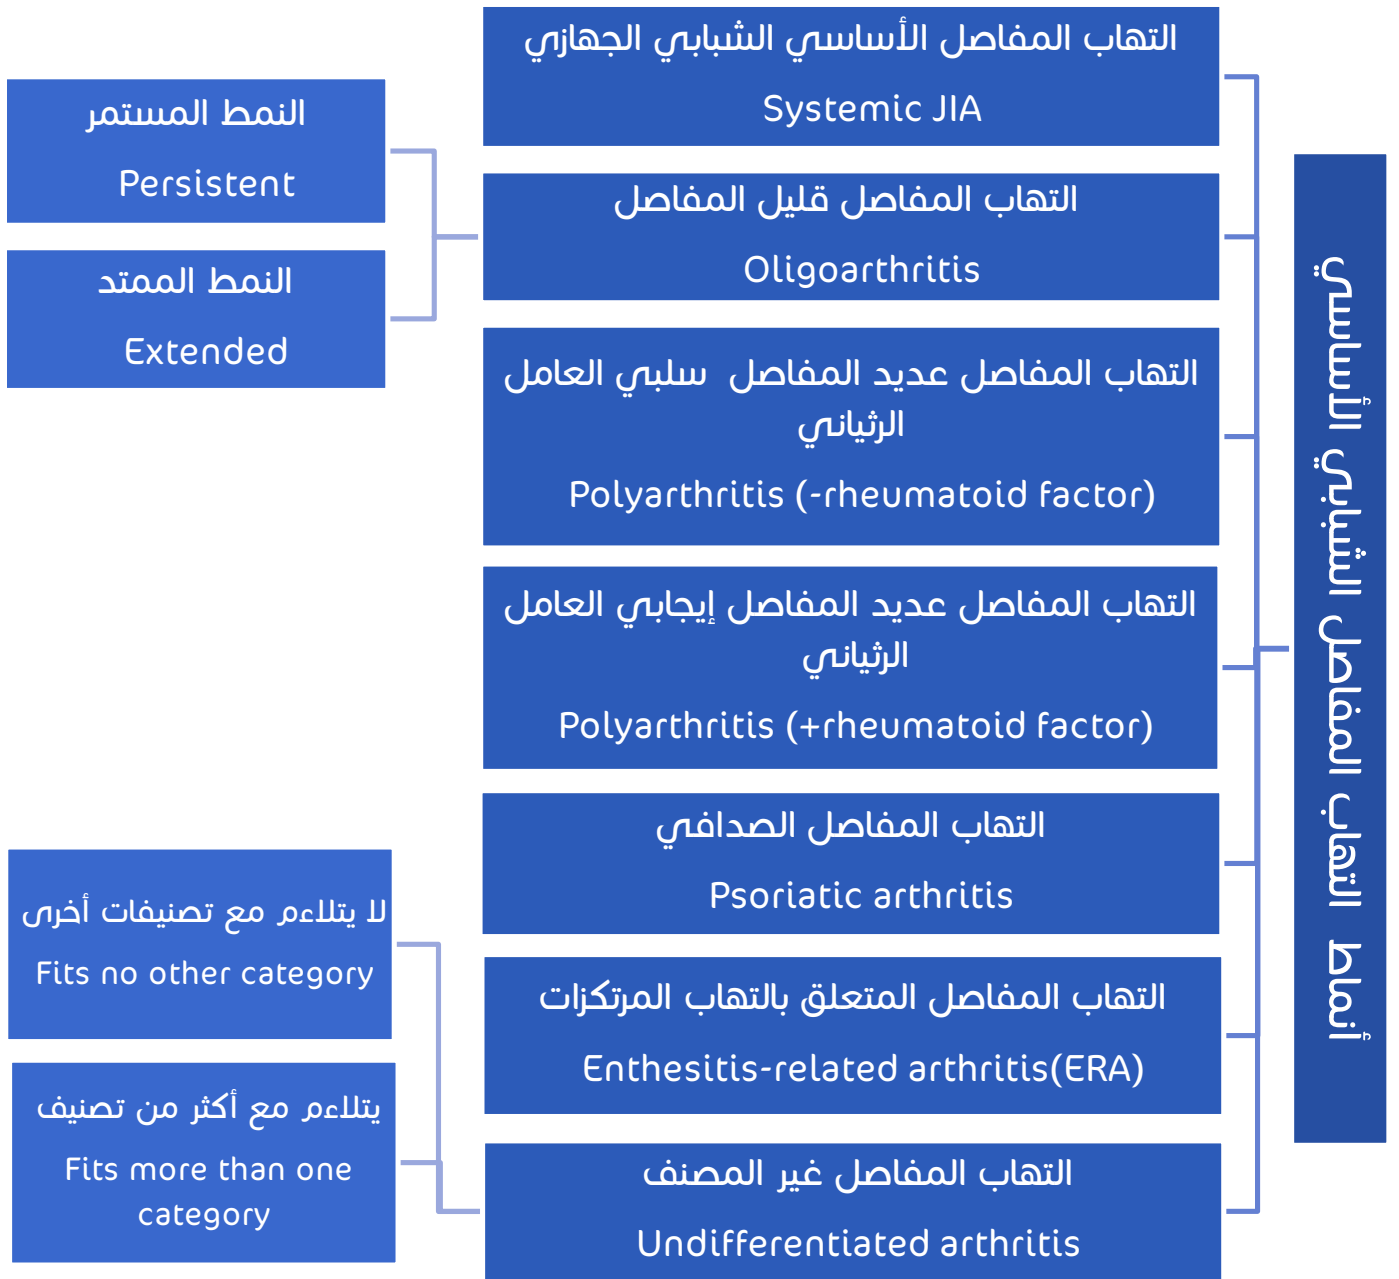 أنماط التهاب المفاصل الشبابي الأساسي
التهاب المفاصل الأساسي الشبابي الجهازي
Systemic JIA
التهاب المفاصل قليل المفاصل
Oligoarthritis
النمط المستمر
Persistent
النمط الممتد
Extended
التهاب المفاصل عديد المفاصل سلبي العامل
الرثياني
Polyarthritis (-rheumatoid factor)
التهاب المفاصل عديد المفاصل إيجابي العامل
الرثياني
Polyarthritis (+rheumatoid factor)
التهاب المفاصل الصدافي
Psoriatic arthritis
التهاب المفاصل المتعلق بالتهاب المرتكزات
Enthesitis-related arthritis(ERA)
التهاب المفاصل غير المصنف
Undifferentiated arthritis
لا يتلاءم مع تصنيفات أخرى
Fits no other category
يتلاءم مع أكثر من تصنيف
Fits more than one
category